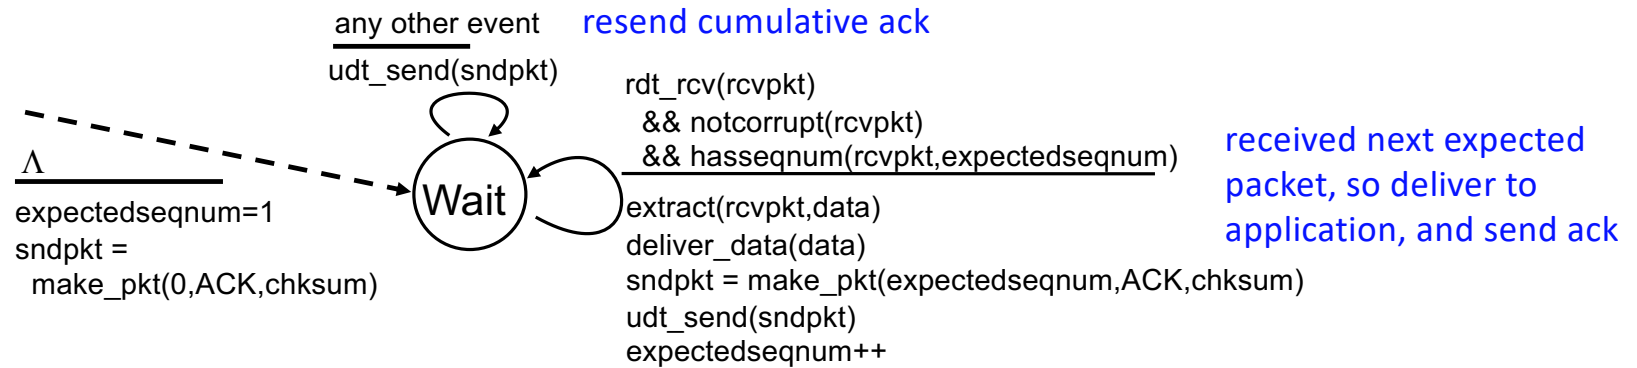 any other event
resend cumulative ack
udt_send(sndpkt)
Λ
expectedseqnum=1
sndpkt =
make_pkt(0,ACK,chksum)
Wait
rdt_rcv(rcvpkt)
&& notcorrupt(rcvpkt)
&& hasseqnum(rcvpkt,expectedseqnum)
extract(rcvpkt,data)
deliver_data(data)
sndpkt = make_pkt(expectedseqnum,ACK,chksum)
udt_send(sndpkt)
expectedseqnum++
received next expected
packet, so deliver to
application, and send ack